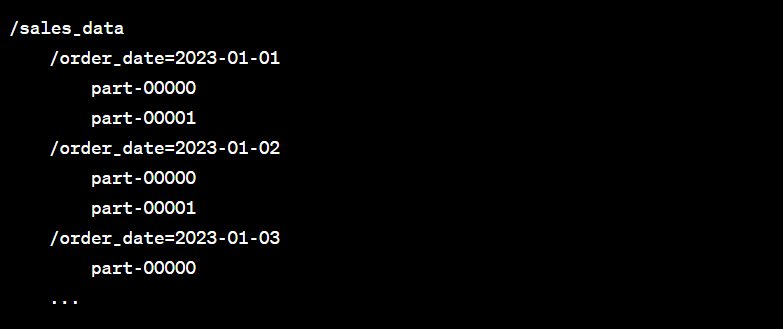 /sales_data
/order_date=2023-01-01
part-00000
part-00001
/order_date=2023-01-02
part-00000
part-00001
/order_date=2023-01-03
part-00000
...